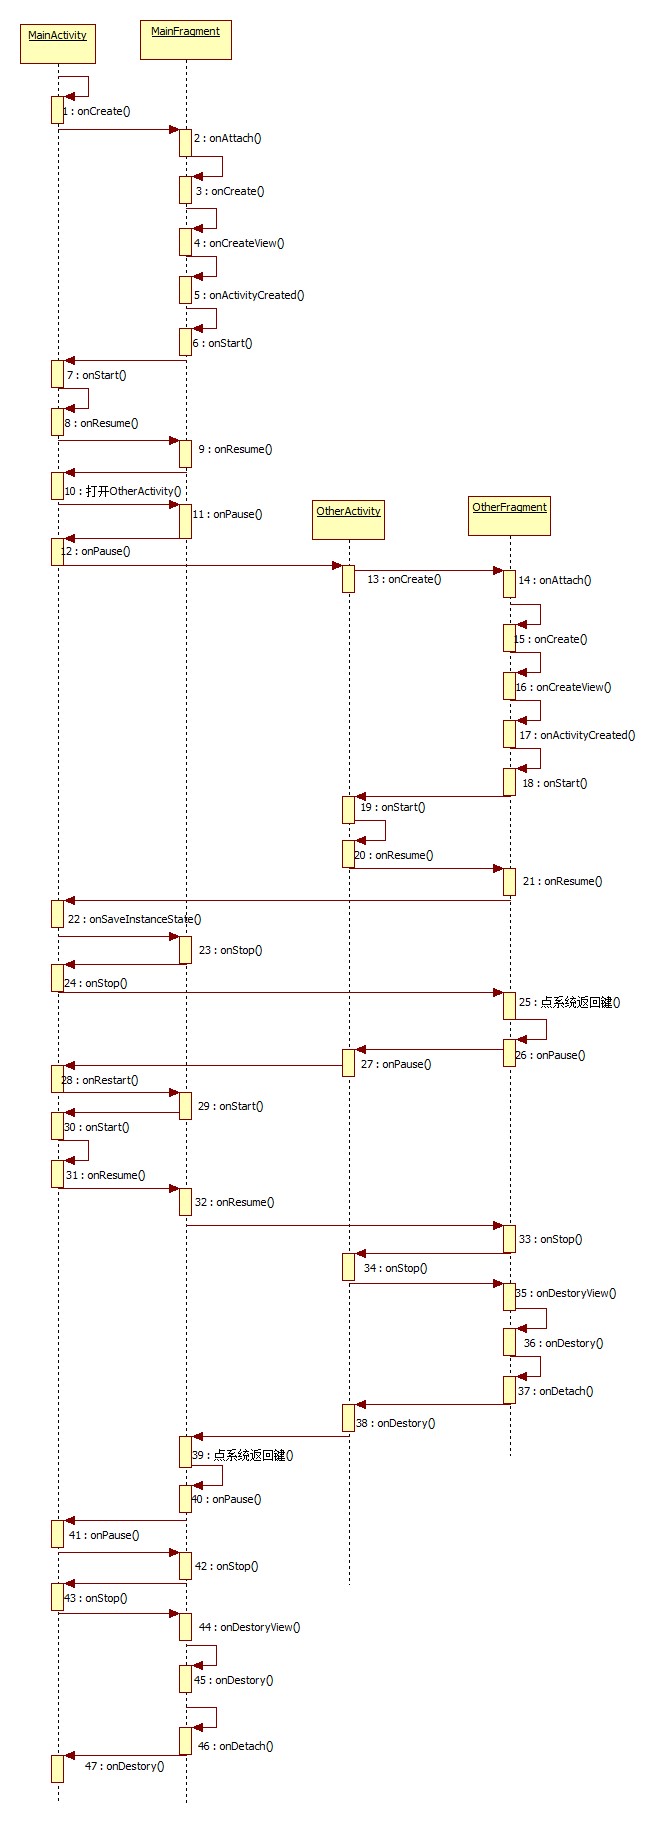 MainActivity
MainFragment
1 : onCreate()
2 : onAttach()
3 : onCreate()
4 : onCreateView()
5 : onActivityCreated()
6 : onStart()
7 : onStart()
8 : onResume()
9 : onResume()
10 : 打开OtherActivity()
11 : onPause()
OtherActivity
OtherFragment
12 : onPause()
13 : onCreate()
14 : onAttach()
15 : onCreate()
16 : onCreateView()
17 : onActivityCreated()
18 : onStart()
19 : onStart()
20 : onResume()
21 : onResume()
22 : onSaveInstanceState()
23 : onStop()
24 : onStop()
25 : 点系统返回键()
26 : onPause()
27 : onPause()
28 : onRestart()
29 : onStart()
30 : onStart()
31 : onResume()
32 : onResume()
33 : onStop()
34 : onStop()
35 : onDestoryView()
36 : onDestory()
37 : onDetach()
38 : onDestory()
39 : 点系统返回键()
40 : onPause()
41 : onPause()
42 : onStop()
43 : onStop()
44 : onDestoryView()
45 : onDestory()
46 : onDetach()
47 : onDestory()